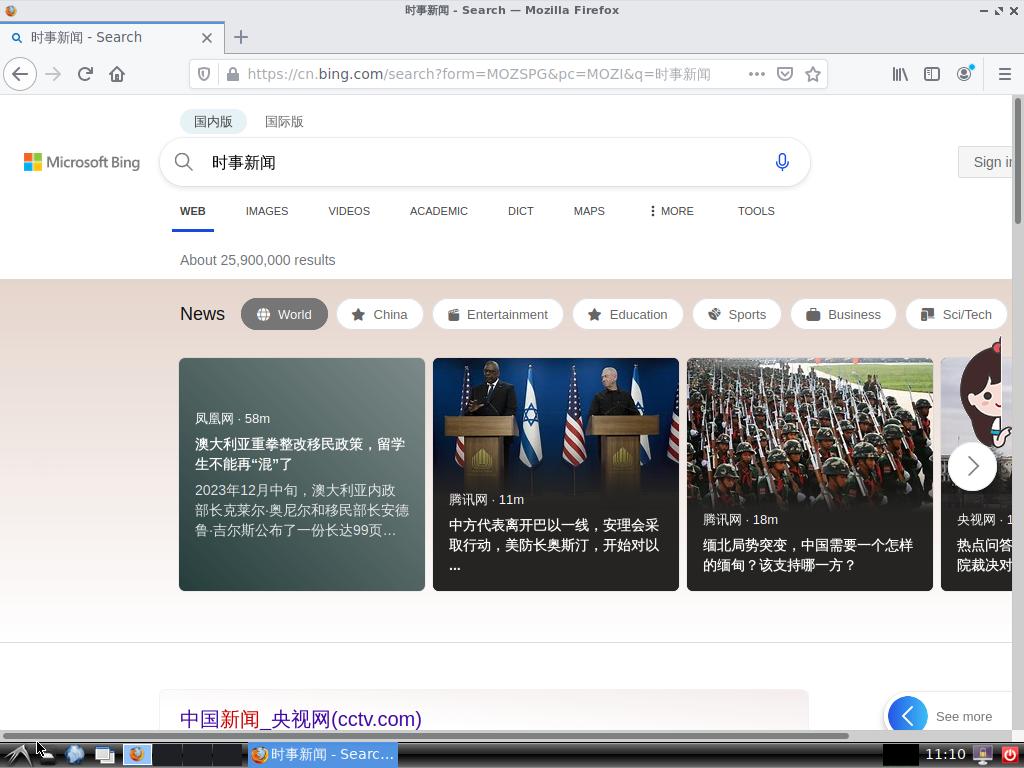 时事新闻 - Search — Mozilla Firefox
时事新闻 - Search
https://cn.bing.com/search?form=MOZSPG&pc=MOZI&q=时事新闻
国内版 国际版
Microsoft Bing
时事新闻
Sign in
WEB IMAGES VIDEOS ACADEMIC DICT MAPS MORE TOOLS
About 25,900,000 results
News World China Entertainment Education Sports Business Sci/Tech
凤凰网 · 58m
澳大利亚重拳整改移民政策，留学
生不能再“混”了
2023年12月中旬，澳大利亚内政
部长克莱尔·奥尼尔和移民部长安德
鲁·吉尔斯公布了一份长达99页…
腾讯网 · 11m
中方代表离开巴以一线，安理会采
取行动，美防长奥斯汀，开始对以
...
腾讯网 · 18m
缅北局势突变，中国需要一个怎样
的缅甸？该支持哪一方？
央视网 · 1
热点问答
院裁决对
中国新闻_央视网(cctv.com)
See more
时事新闻 - Searc...
11:10